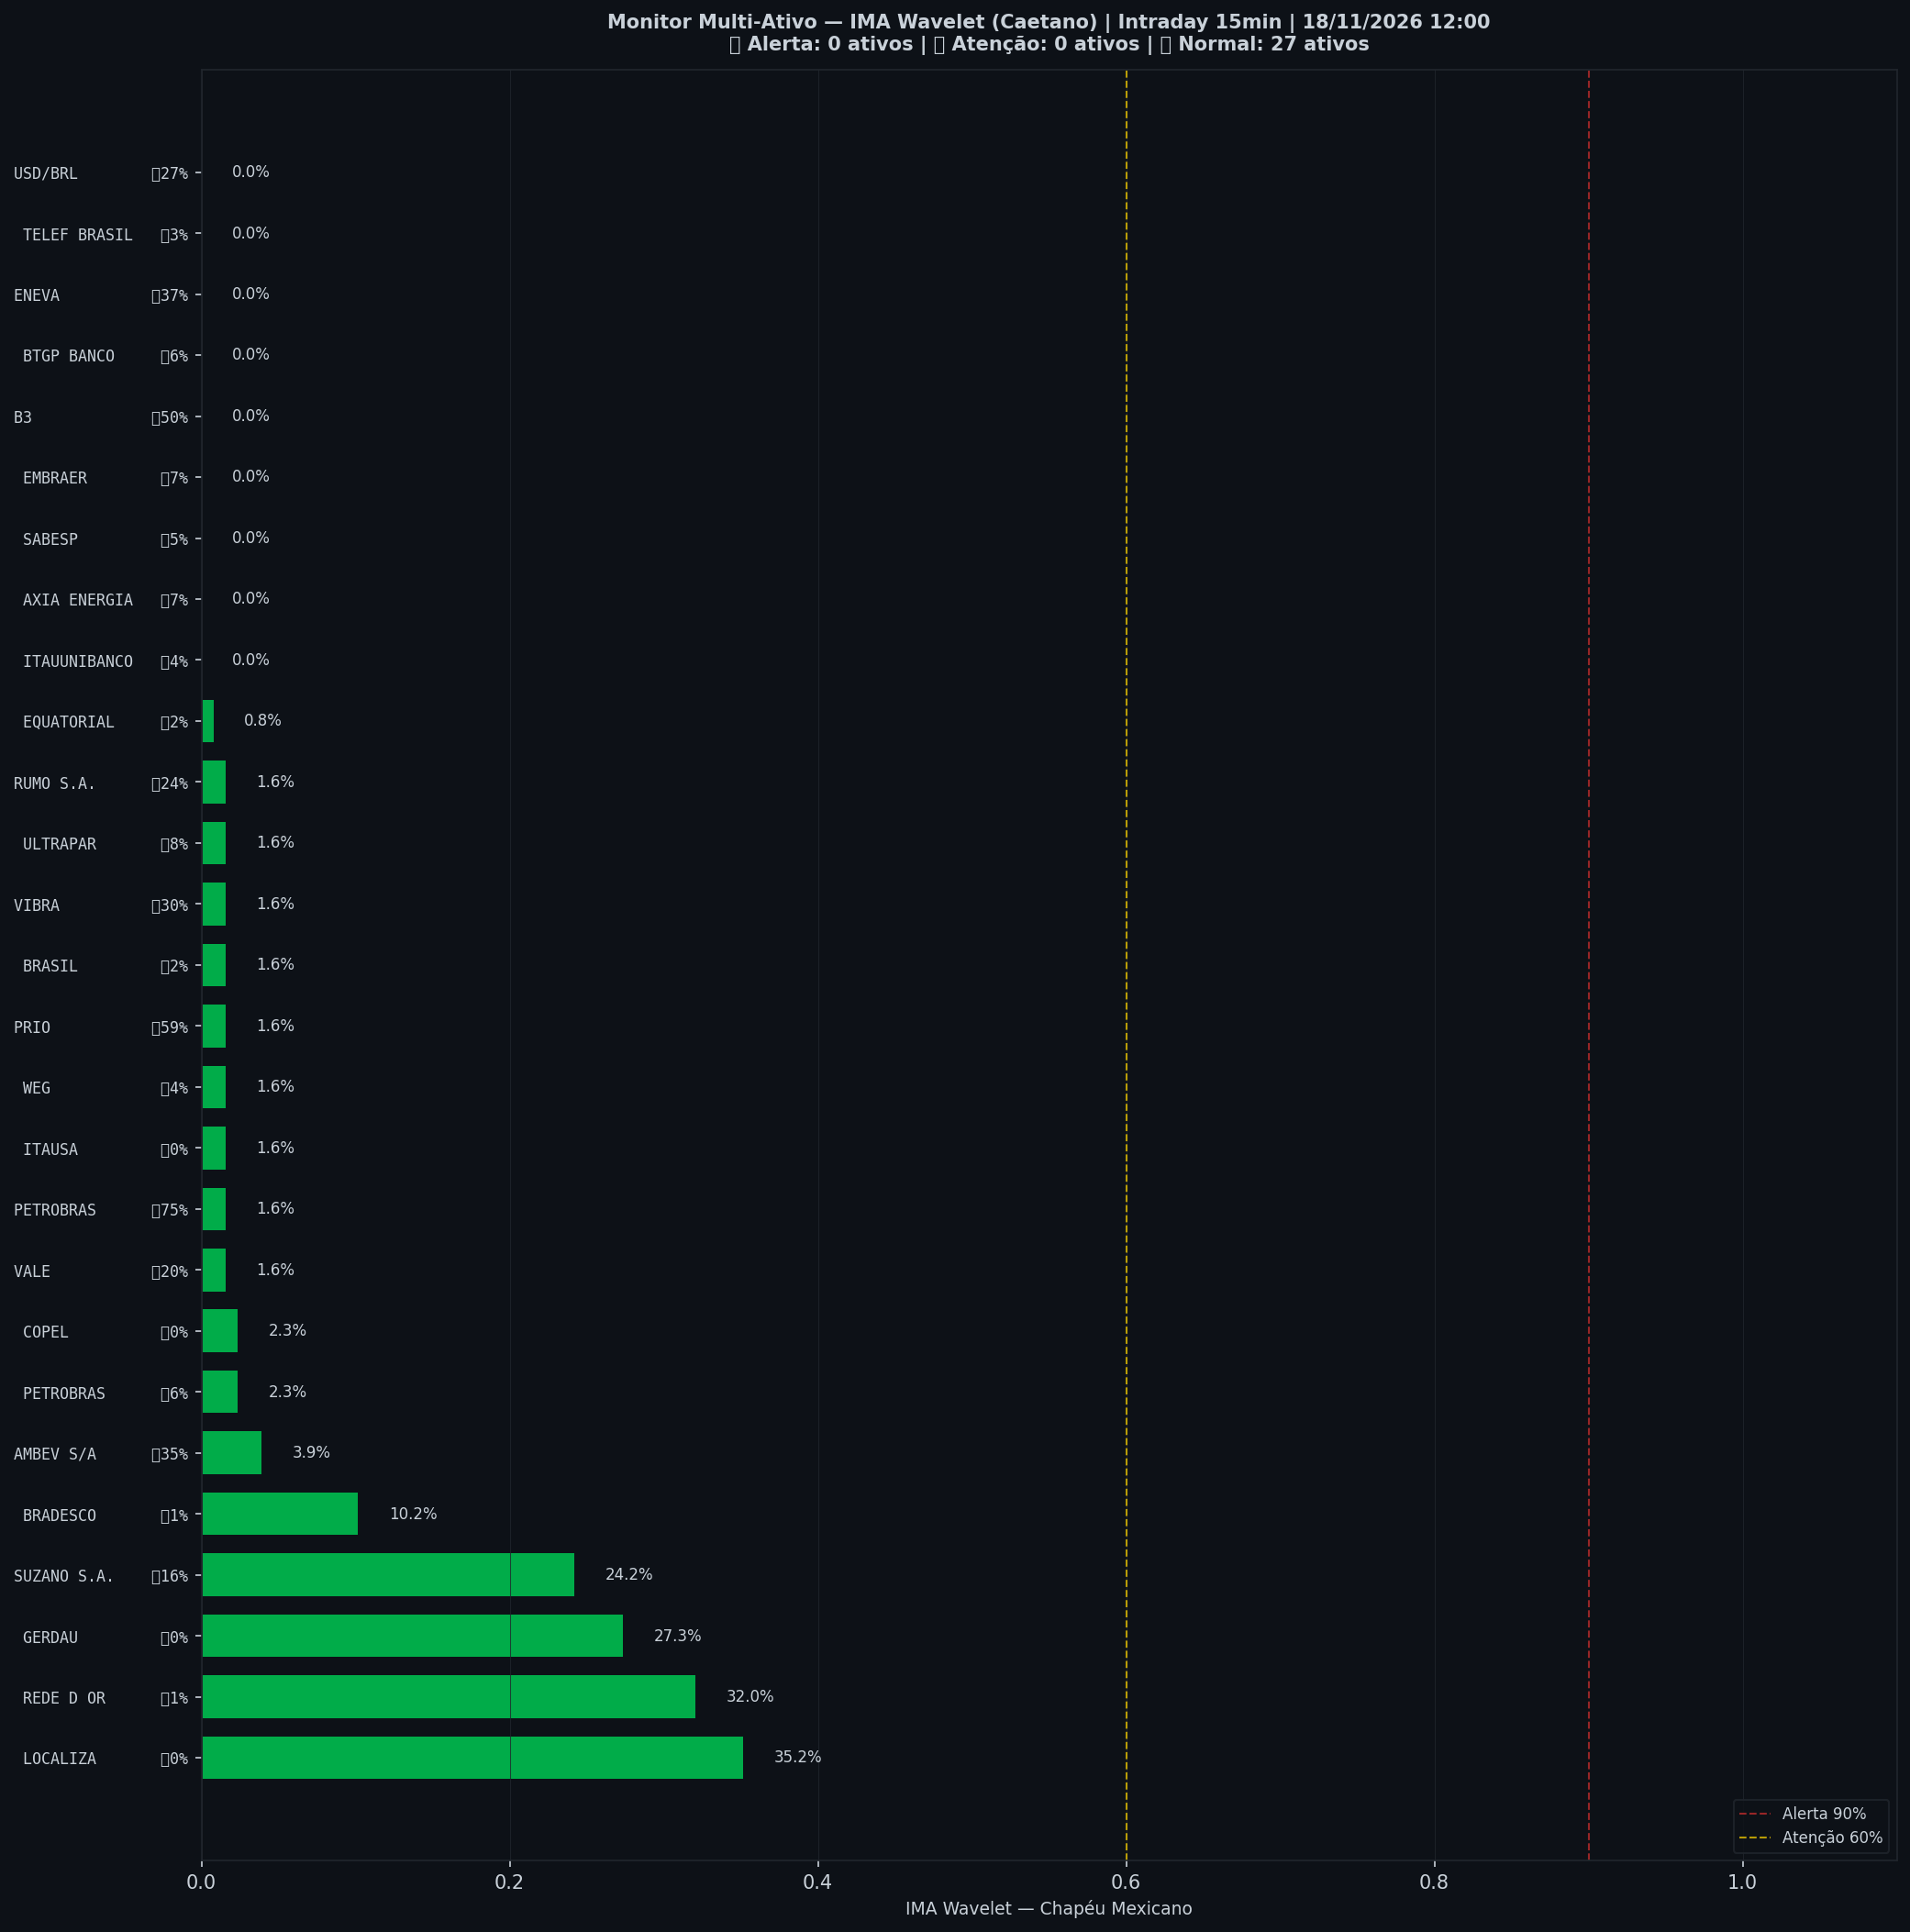 Monitor Multi-Ativo — IMA Wavelet (Caetano) | Intraday 15min | 18/11/2026 12:00
▯ Alerta: 0 ativos | ▯ Atenção: 0 ativos | ▯ Normal: 27 ativos
USD/BRL ▯27% 0.0%
TELEF BRASIL ▯3% 0.0%
ENEVA ▯37% 0.0%
BTGP BANCO ▯6% 0.0%
B3 ▯50% 0.0%
EMBRAER ▯7% 0.0%
SABESP ▯5% 0.0%
AXIA ENERGIA ▯7% 0.0%
ITAUUNIBANCO ▯4% 0.0%
EQUATORIAL ▯2% 0.8%
RUMO S.A. ▯24% 1.6%
ULTRAPAR ▯8% 1.6%
VIBRA ▯30% 1.6%
BRASIL ▯2% 1.6%
PRIO ▯59% 1.6%
WEG ▯4% 1.6%
ITAUSA ▯0% 1.6%
PETROBRAS ▯75% 1.6%
VALE ▯20% 1.6%
COPEL ▯0% 2.3%
PETROBRAS ▯6% 2.3%
AMBEV S/A ▯35% 3.9%
BRADESCO ▯1% 10.2%
SUZANO S.A. ▯16% 24.2%
GERDAU ▯0% 27.3%
REDE D OR ▯1% 32.0%
LOCALIZA ▯0% 35.2%
Alerta 90%
Atenção 60%
0.0 0.2 0.4 0.6 0.8 1.0
IMA Wavelet — Chapéu Mexicano